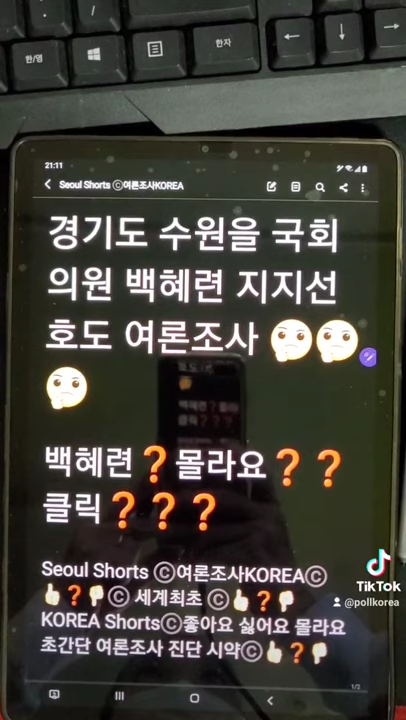 한/영
한자
21:11
Seoul Shorts ⓒ여론조사KOREA
경기도 수원을 국회
의원 백혜련 지지선
호도 여론조사 🤔🤔
🤔
백혜련❓몰라요❓❓
클릭❓❓❓
Seoul Shorts ⓒ여론조사KOREAⓒ
👍❓👎ⓒ 세계최초 ⓒ👍❓👎
KOREA Shortsⓒ좋아요 싫어요 몰라요
초간단 여론조사 진단 시약ⓒ👍❓👎
1/2
TikTok
@pollkorea